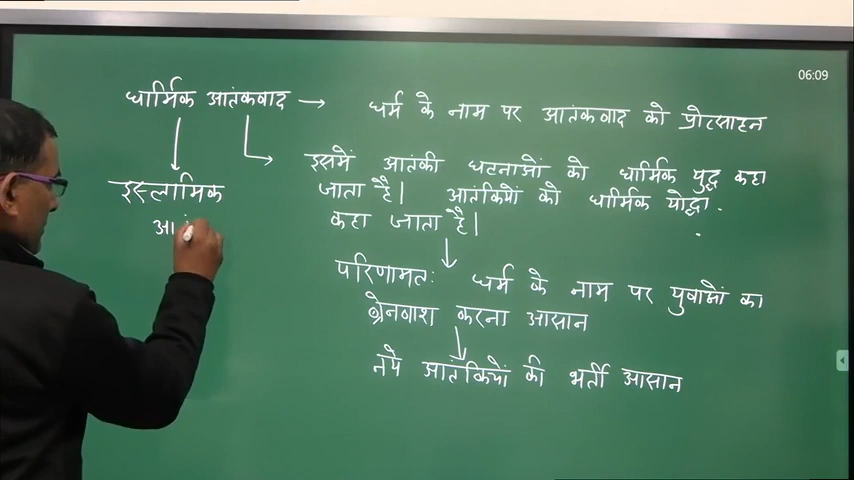 06:09
धार्मिक आतंकवाद → धर्म के नाम पर आतंकवाद को प्रोत्साहन
इसमें आतंकी घटनाओं को धार्मिक युद्ध कहा
जाता है। आतंकियों को धार्मिक योद्धा
कहा जाता है।
इस्लामिक
आतं
परिणामतः धर्म के नाम पर युवाओं का
ब्रेनवाश करना आसान
नये आतंकियों की भर्ती आसान